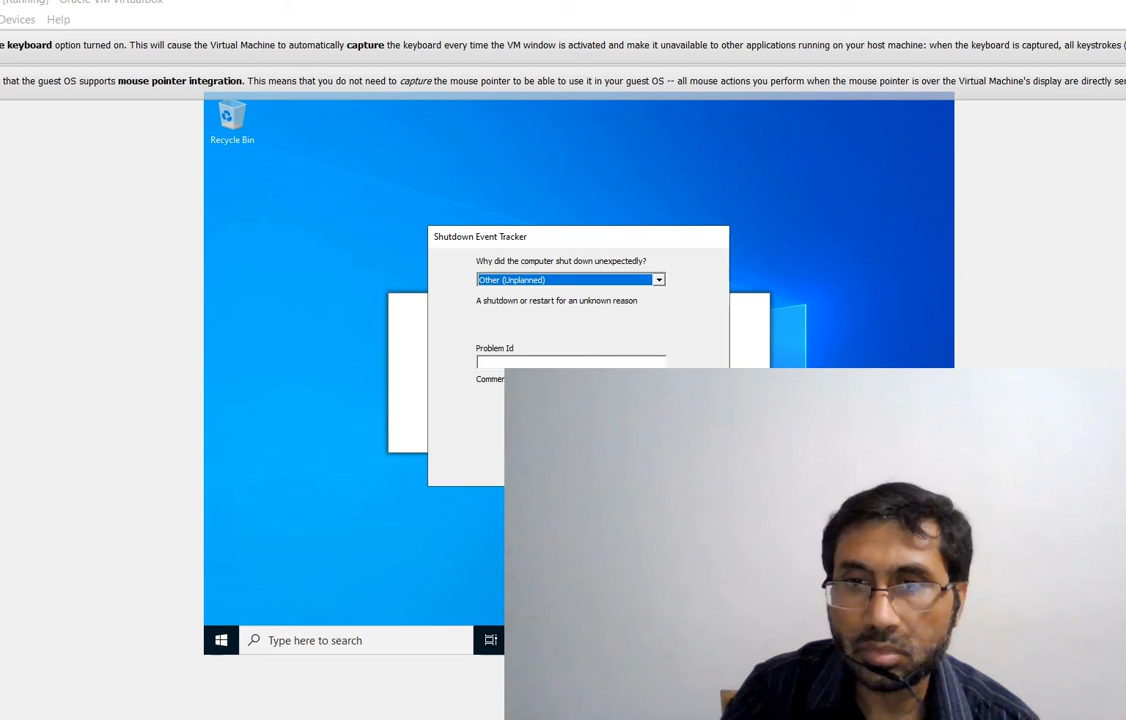 [Running] - Oracle VM VirtualBox
Devices Help
e keyboard option turned on. This will cause the Virtual Machine to automatically capture the keyboard every time the VM window is activated and make it unavailable to other applications running on your host machine: when the keyboard is captured, all keystrokes (
that the guest OS supports mouse pointer integration. This means that you do not need to capture the mouse pointer to be able to use it in your guest OS -- all mouse actions you perform when the mouse pointer is over the Virtual Machine's display are directly se
Recycle Bin
Shutdown Event Tracker
Why did the computer shut down unexpectedly?
Other (Unplanned)
A shutdown or restart for an unknown reason
Problem Id
Commen
Type here to search